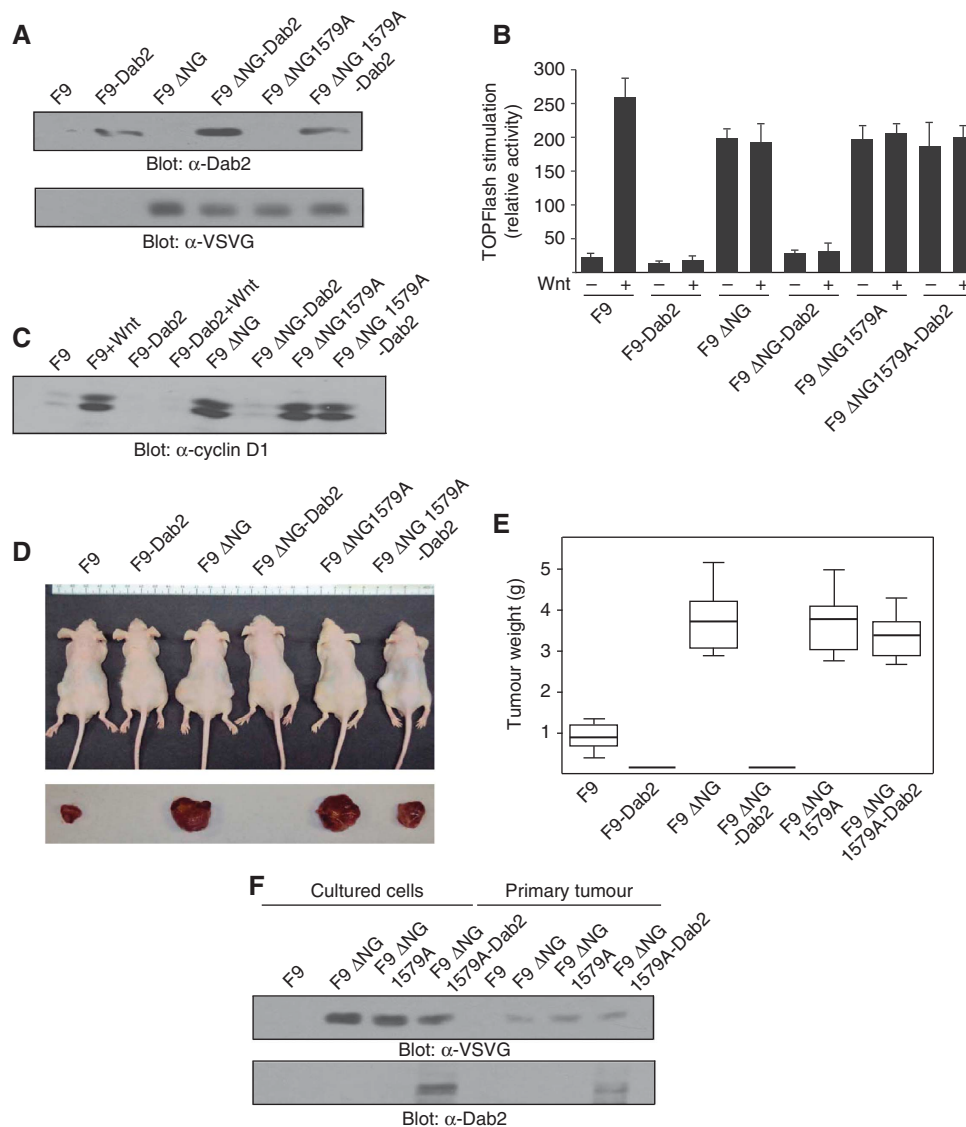 A
F9
F9-Dab2
F9 ΔNG
F9 ΔNG-Dab2
F9 ΔNG1579A
F9 ΔNG 1579A
-Dab2
Blot: α-Dab2
Blot: α-VSVG
B
TOPFlash stimulation
(relative activity)
300
250
200
150
100
50
Wnt – + – + – + – + – + – +
F9
F9-Dab2
F9 ΔNG
F9 ΔNG-Dab2
F9 ΔNG1579A
F9 ΔNG1579A-Dab2
C
F9
F9+Wnt
F9-Dab2
F9-Dab2+Wnt
F9 ΔNG
F9 ΔNG-Dab2
F9 ΔNG1579A
F9 ΔNG 1579A
-Dab2
Blot: α-cyclin D1
D
F9
F9-Dab2
F9 ΔNG
F9 ΔNG-Dab2
F9 ΔNG1579A
F9 ΔNG 1579A
-Dab2
E
Tumour weight (g)
5
4
3
2
1
F9
F9-Dab2
F9 ΔNG
F9 ΔNG
-Dab2
F9 ΔNG
1579A
F9 ΔNG
1579A-Dab2
F
Cultured cells
Primary tumour
F9
F9 ΔNG
F9 ΔNG
1579A
F9 ΔNG
1579A-Dab2
F9
F9 ΔNG
F9 ΔNG
1579A
F9 ΔNG
1579A-Dab2
Blot: α-VSVG
Blot: α-Dab2